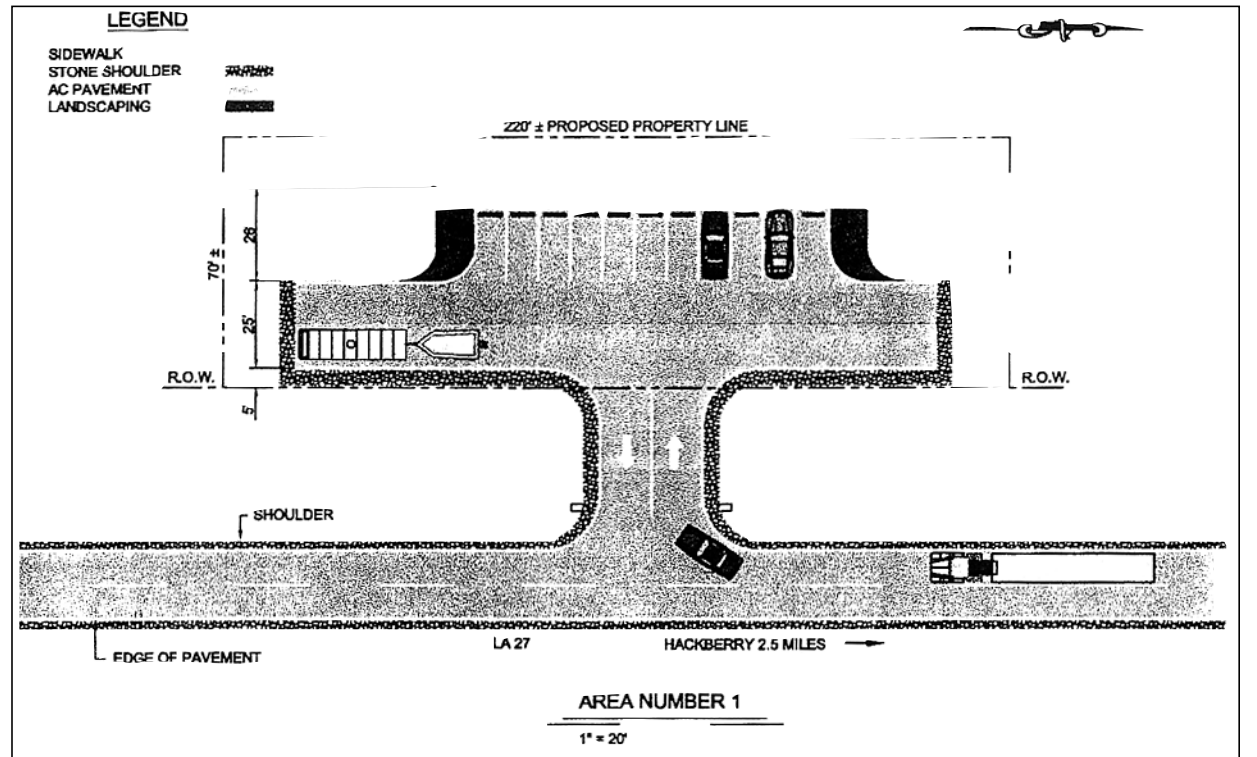 LEGEND
SIDEWALK
STONE SHOULDER
AC PAVEMENT
LANDSCAPING
220' ± PROPOSED PROPERTY LINE
70' ±
26
25'
5
R.O.W.
R.O.W.
SHOULDER
LA 27
HACKBERRY 2.5 MILES
EDGE OF PAVEMENT
AREA NUMBER 1
1" = 20'